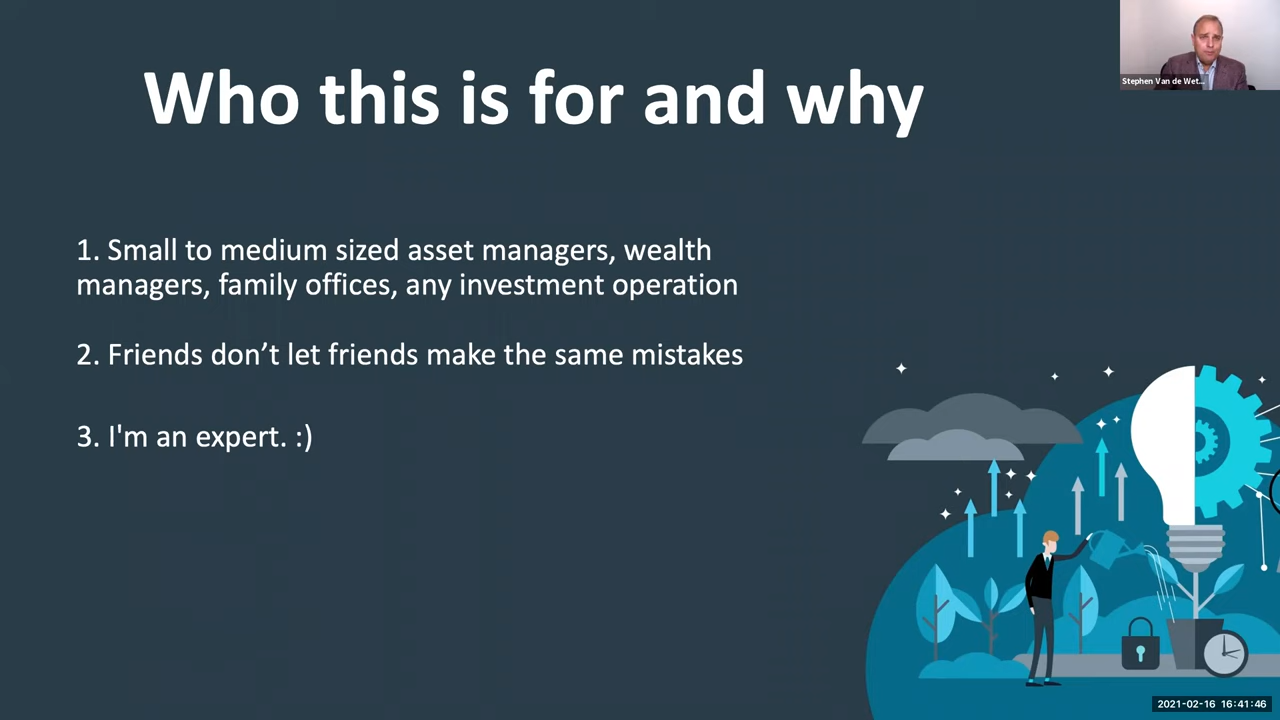 Who this is for and why
Stephen Van de Wet...
1. Small to medium sized asset managers, wealth
managers, family offices, any investment operation
2. Friends don’t let friends make the same mistakes
3. I'm an expert. :)
2021-02-16 16:41:46